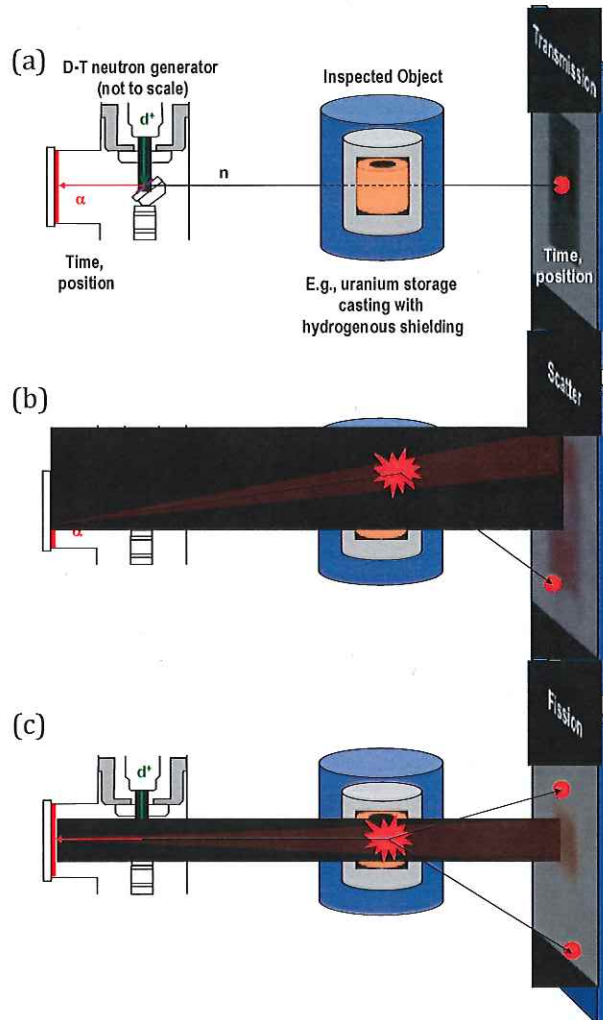 (a)
D-T neutron generator
(not to scale)
d⁺
α
Time,
position
n
Inspected Object
E.g., uranium storage
casting with
hydrogenous shielding
Transmission
Time,
position
(b)
α
Scatter
(c)
d⁺
Fission